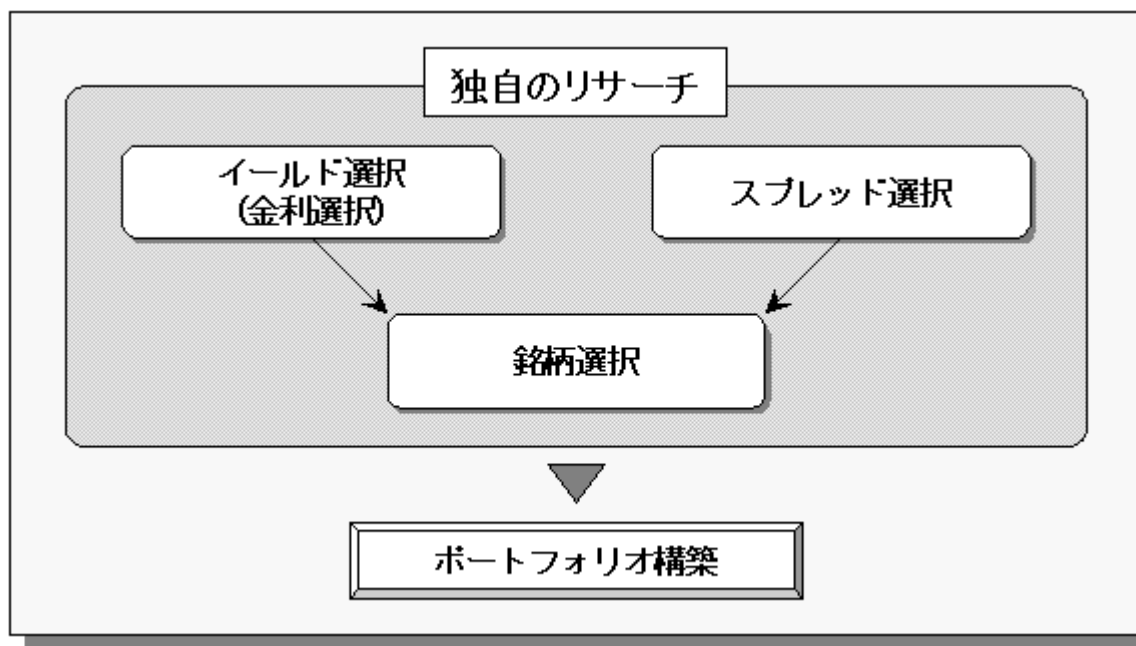 独自のリサーチ
イールド選択
(金利選択)
スプレッド選択
銘柄選択
ポートフォリオ構築